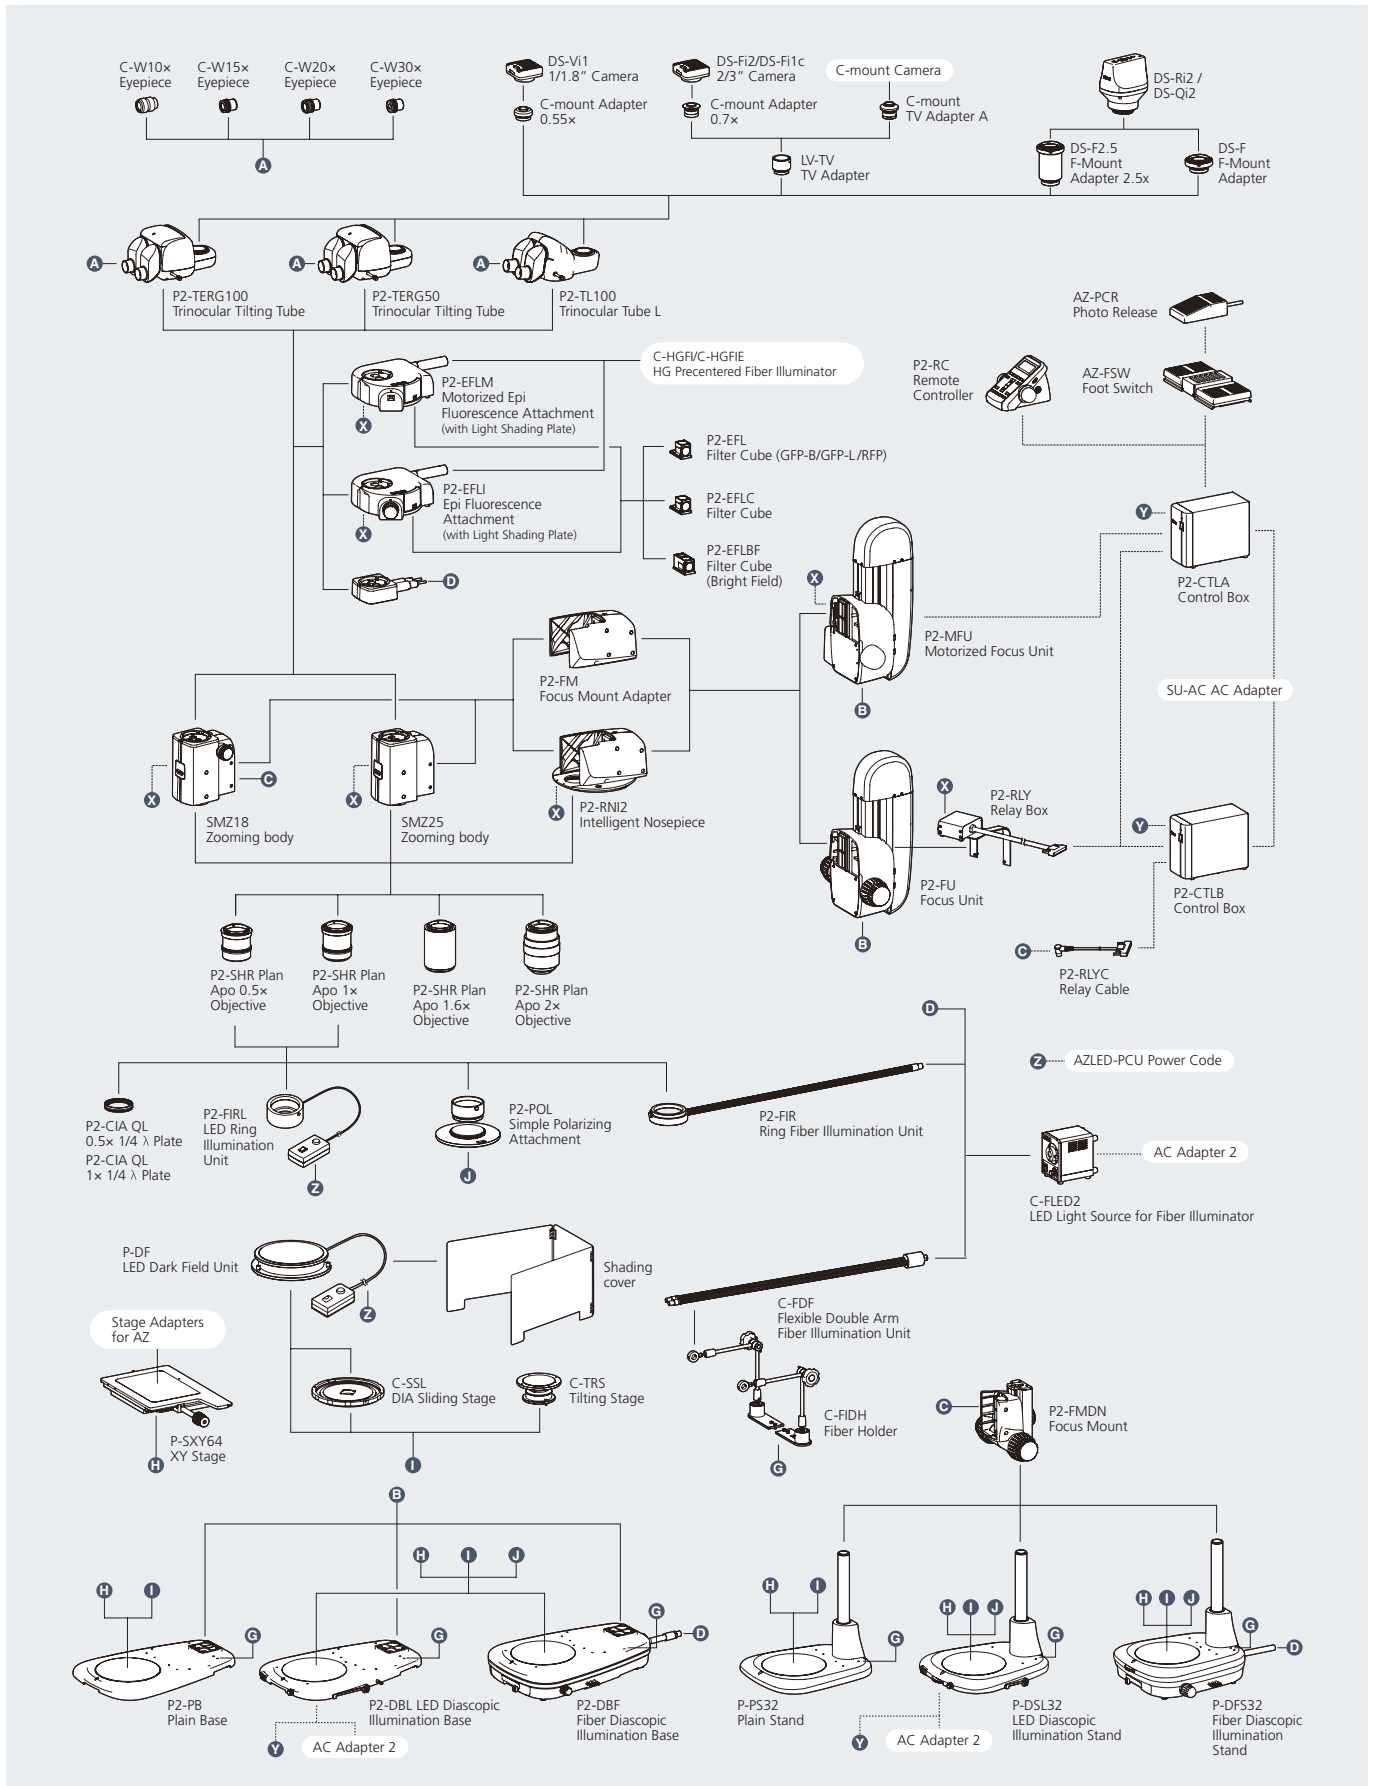 C-W10×
Eyepiece
C-W15×
Eyepiece
C-W20×
Eyepiece
C-W30×
Eyepiece
A
DS-Vi1
1/1.8” Camera
C-mount Adapter
0.55×
DS-Fi2/DS-Fi1c
2/3” Camera
C-mount Adapter
0.7×
C-mount Camera
C-mount
TV Adapter A
LV-TV
TV Adapter
DS-Ri2 /
DS-Qi2
DS-F2.5
F-Mount
Adapter 2.5x
DS-F
F-Mount
Adapter
A
P2-TERG100
Trinocular Tilting Tube
A
P2-TERG50
Trinocular Tilting Tube
A
P2-TL100
Trinocular Tube L
AZ-PCR
Photo Release
P2-RC
Remote
Controller
AZ-FSW
Foot Switch
C-HGFI/C-HGFIE
HG Precentered Fiber Illuminator
P2-EFLM
Motorized Epi
Fluorescence Attachment
(with Light Shading Plate)
X
P2-EFLI
Epi Fluorescence
Attachment
(with Light Shading Plate)
X
D
P2-EFL
Filter Cube (GFP-B/GFP-L/RFP)
P2-EFLC
Filter Cube
P2-EFLBF
Filter Cube
(Bright Field)
Y
P2-CTLA
Control Box
X
P2-MFU
Motorized Focus Unit
B
SU-AC AC Adapter
P2-FM
Focus Mount Adapter
X
P2-RNI2
Intelligent Nosepiece
X
C
SMZ18
Zooming body
X
SMZ25
Zooming body
X
P2-RLY
Relay Box
P2-FU
Focus Unit
B
Y
P2-CTLB
Control Box
C
P2-RLYC
Relay Cable
P2-SHR Plan
Apo 0.5×
Objective
P2-SHR Plan
Apo 1×
Objective
P2-SHR Plan
Apo 1.6×
Objective
P2-SHR Plan
Apo 2×
Objective
D
Z
AZLED-PCU Power Code
P2-CIA QL
0.5× 1/4 λ Plate
P2-CIA QL
1× 1/4 λ Plate
P2-FIRL
LED Ring
Illumination
Unit
Z
P2-POL
Simple Polarizing
Attachment
J
P2-FIR
Ring Fiber Illumination Unit
AC Adapter 2
C-FLED2
LED Light Source for Fiber Illuminator
P-DF
LED Dark Field Unit
Z
Shading
cover
C-FDF
Flexible Double Arm
Fiber Illumination Unit
Stage Adapters
for AZ
P-SXY64
XY Stage
H
C-SSL
DIA Sliding Stage
C-TRS
Tilting Stage
I
C-FIDH
Fiber Holder
G
C
P2-FMDN
Focus Mount
B
H
I
J
H
I
G
P2-PB
Plain Base
G
P2-DBL LED Diascopic
Illumination Base
Y
AC Adapter 2
G
D
P2-DBF
Fiber Diascopic
Illumination Base
H
I
G
P-PS32
Plain Stand
H
I
J
G
P-DSL32
LED Diascopic
Illumination Stand
Y
AC Adapter 2
H
I
J
G
D
P-DFS32
Fiber Diascopic
Illumination
Stand